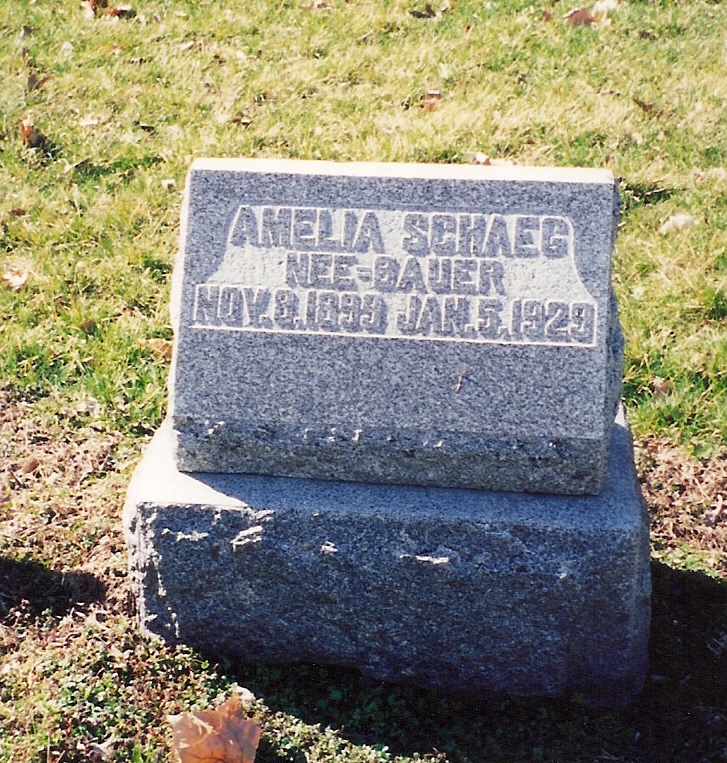 AMELIA SCHAEG
NEE-BAUER
NOV.8.1899 JAN.5.1929